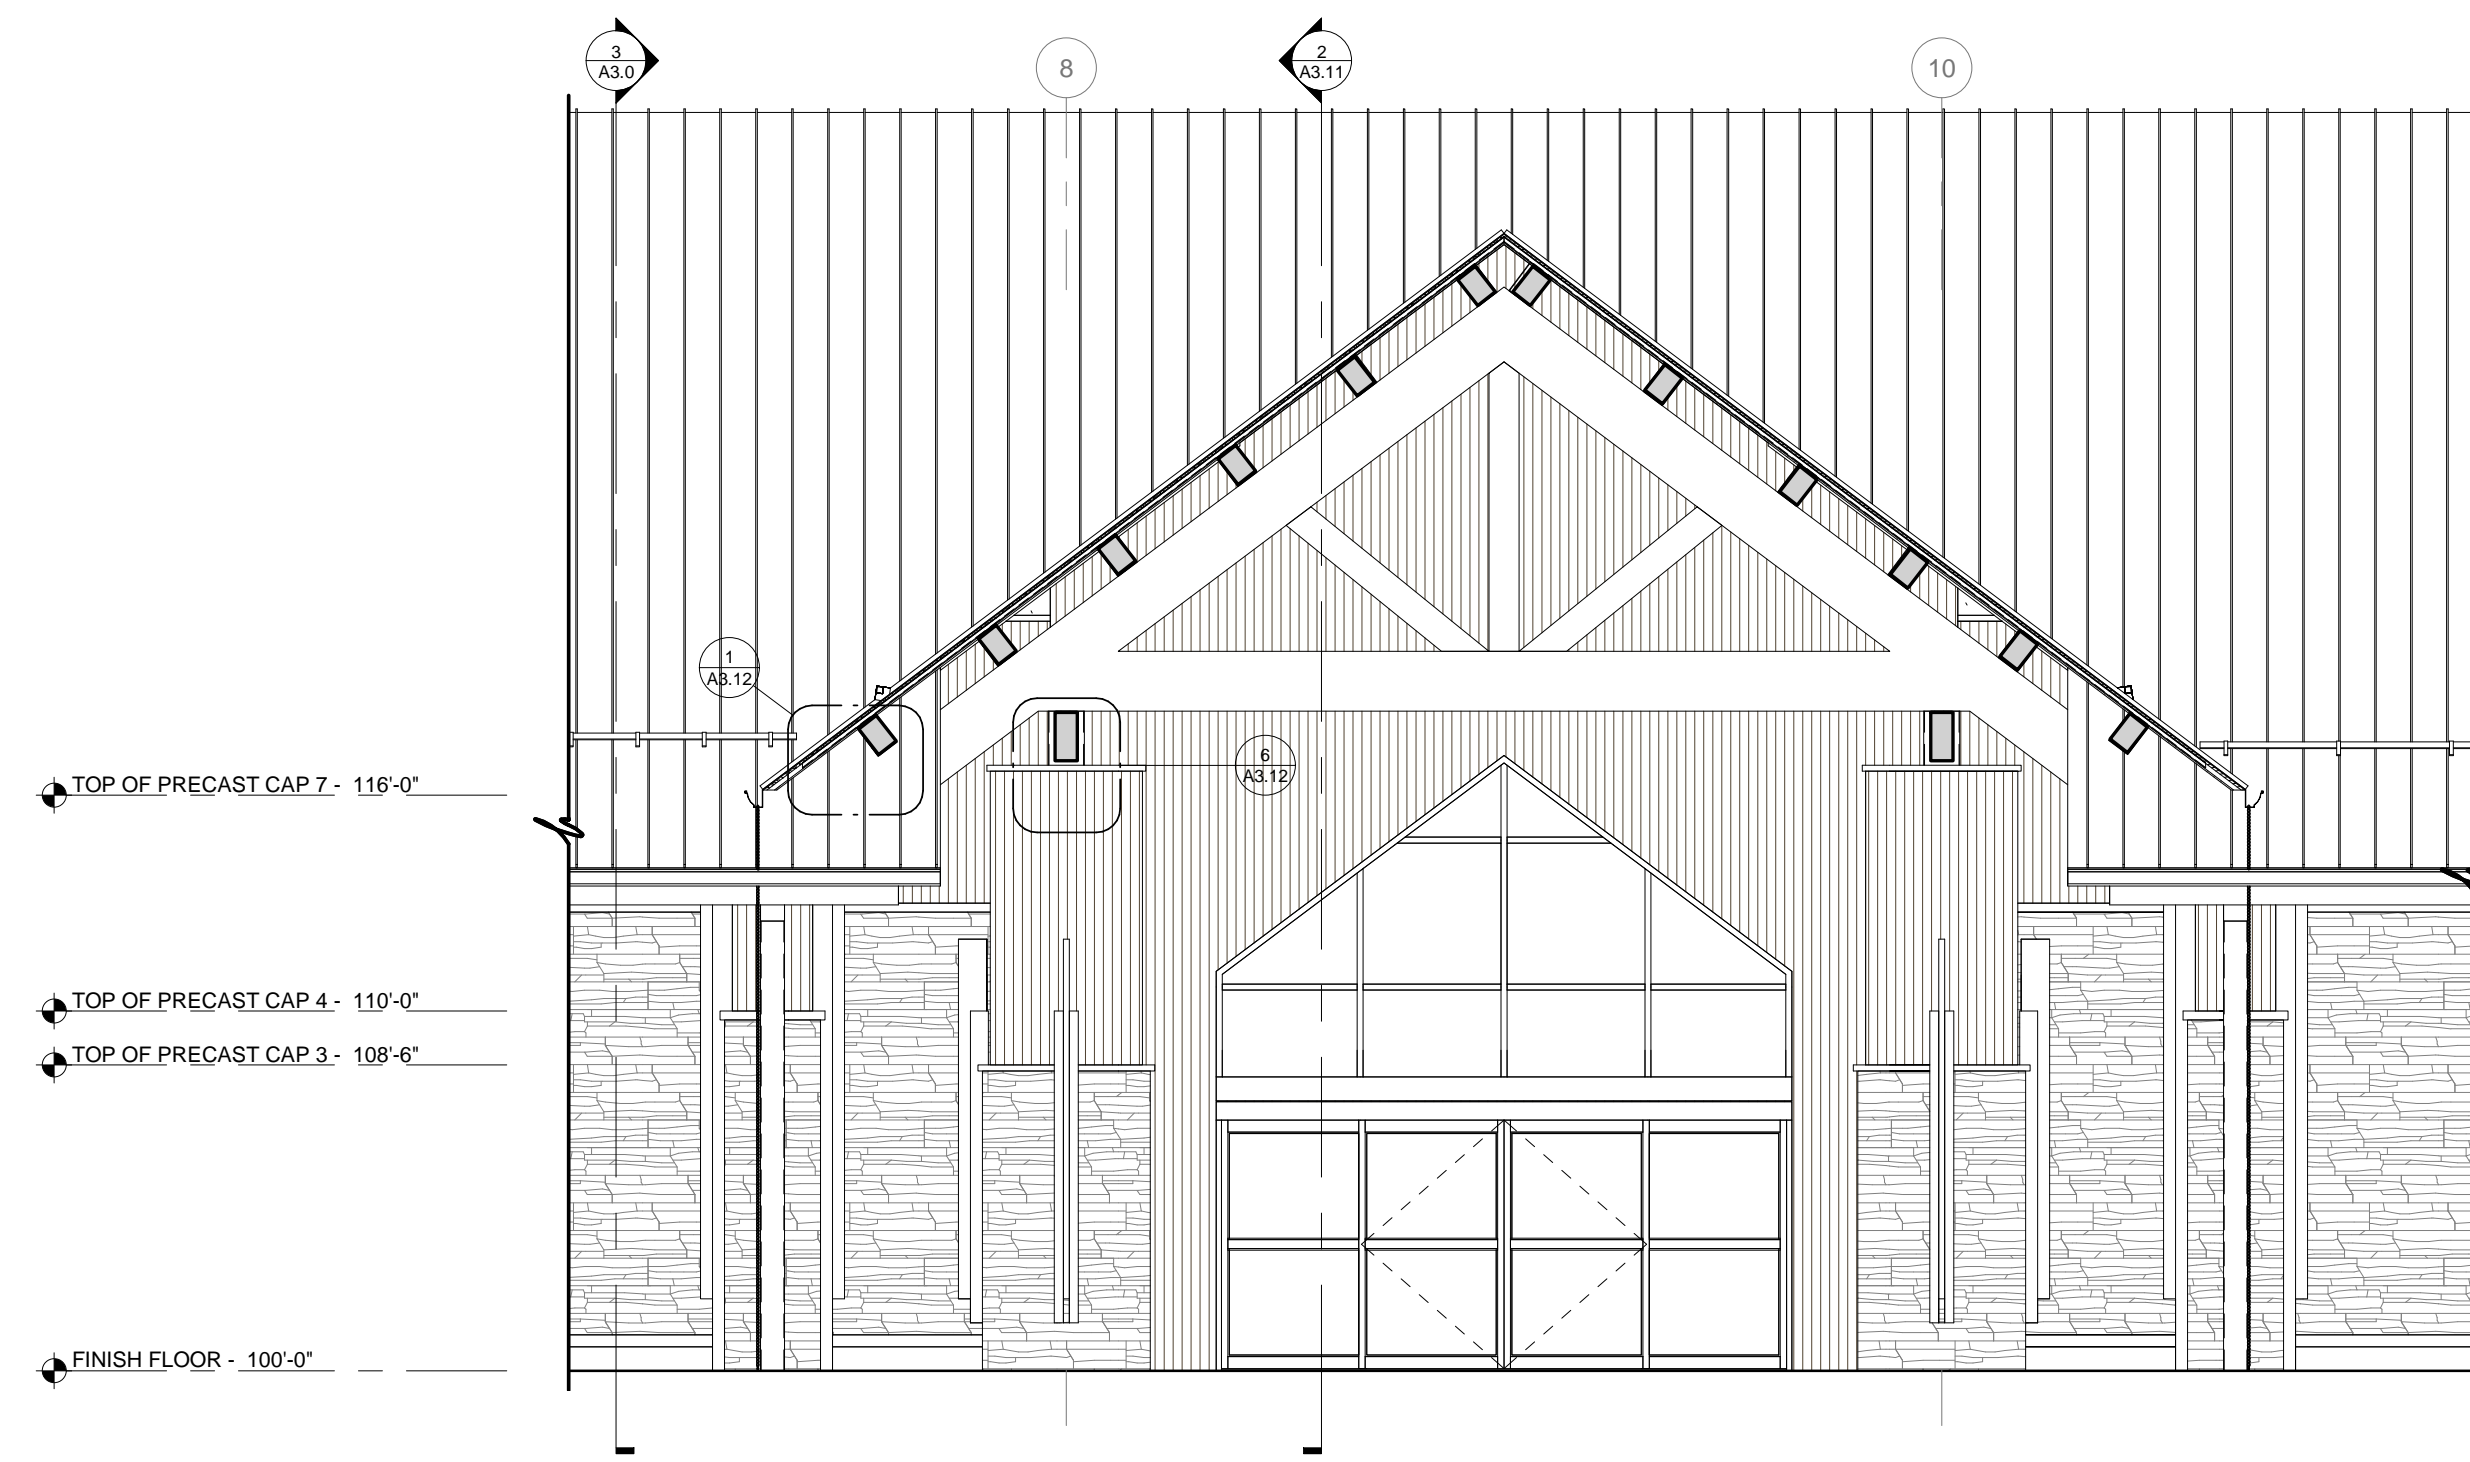 3
A3.0
8
2
A3.11
10
1
A3.12
6
A3.12
TOP OF PRECAST CAP 7 - 116'-0"
TOP OF PRECAST CAP 4 - 110'-0"
TOP OF PRECAST CAP 3 - 108'-6"
FINISH FLOOR - 100'-0"